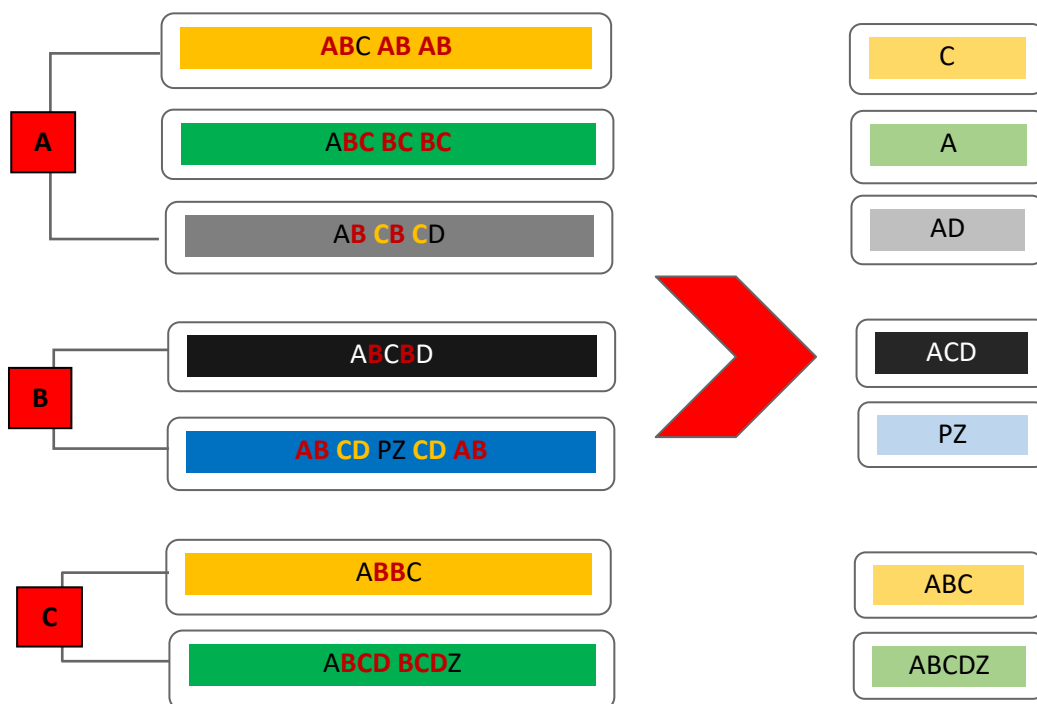 ABC AB AB
C
A
ABC BC BC
A
AB CB CD
AD
ABCBD
ACD
B
AB CD PZ CD AB
PZ
ABBC
ABC
C
ABCD BCDZ
ABCDZ